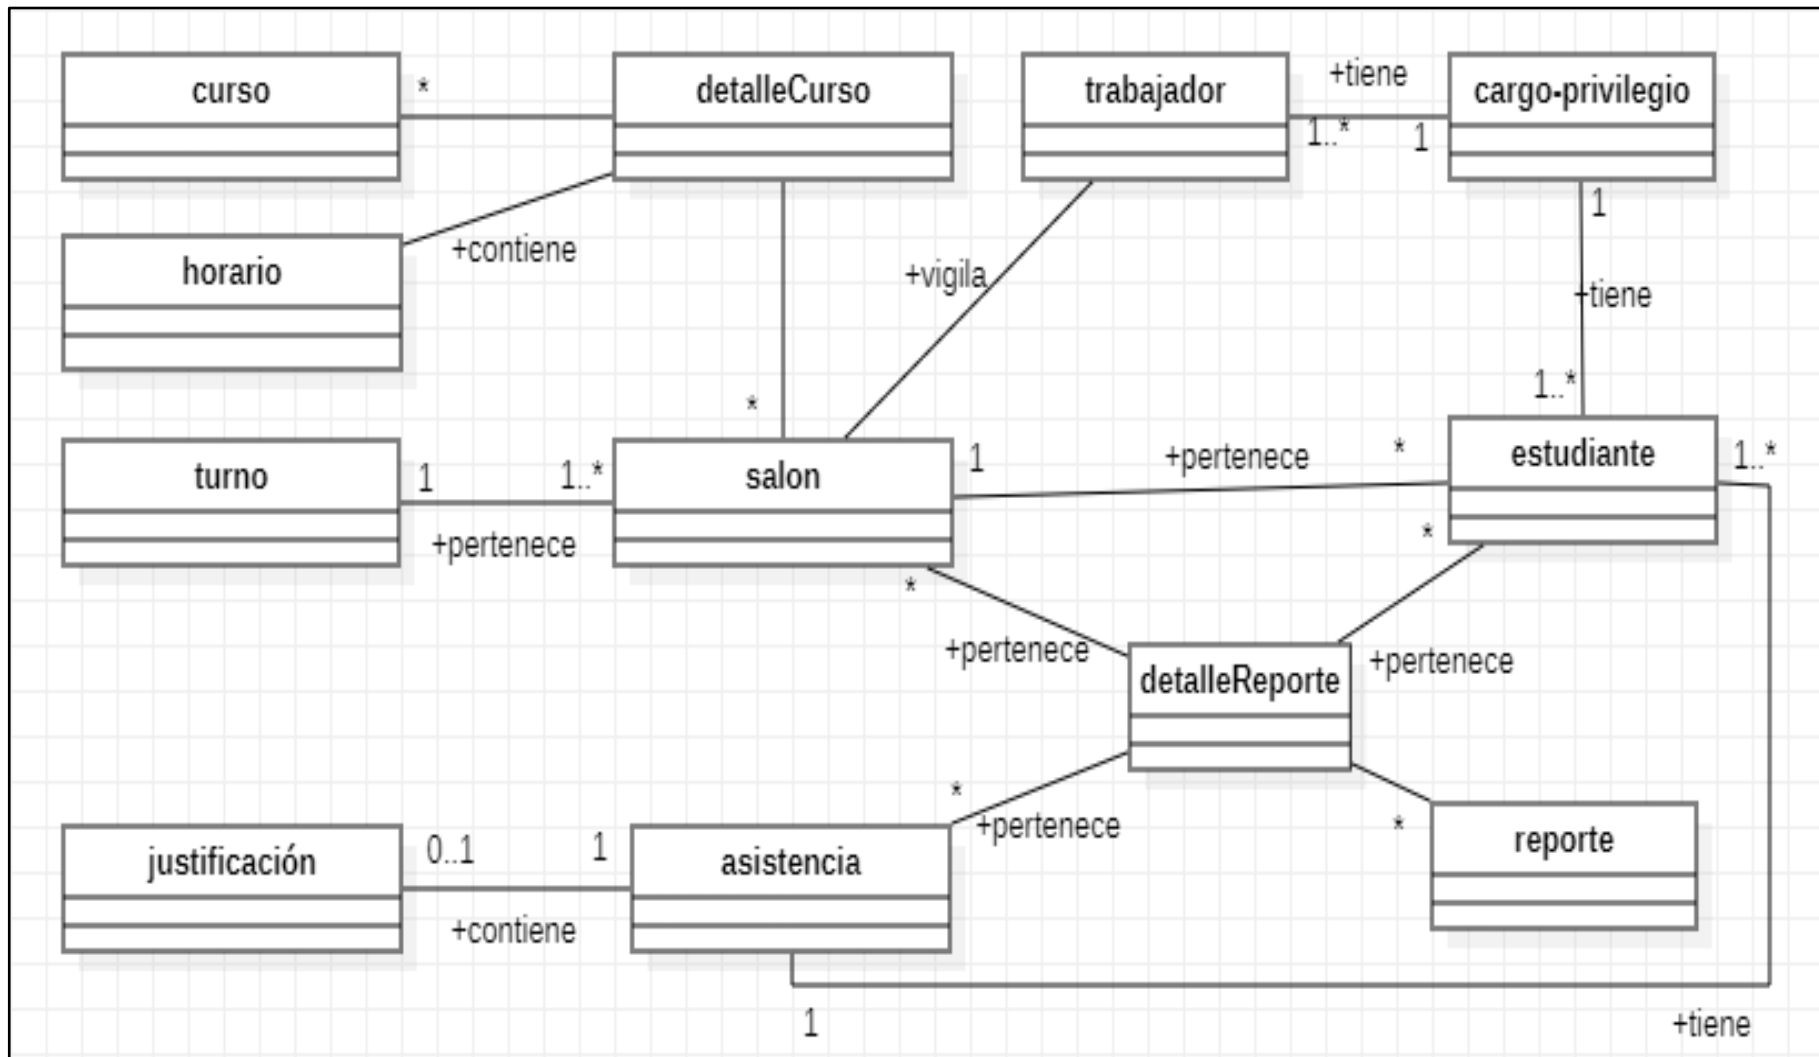 curso
*
detalleCurso
trabajador
+tiene
1..*
1
cargo-privilegio
horario
+contiene
+vigila
1
+tiene
1..*
*
turno
1
1..*
+pertenece
salon
1
+pertenece
*
estudiante
1..*
*
*
+pertenece
+pertenece
detalleReporte
*
+pertenece
*
reporte
justificación
0..1
1
+contiene
asistencia
1
+tiene